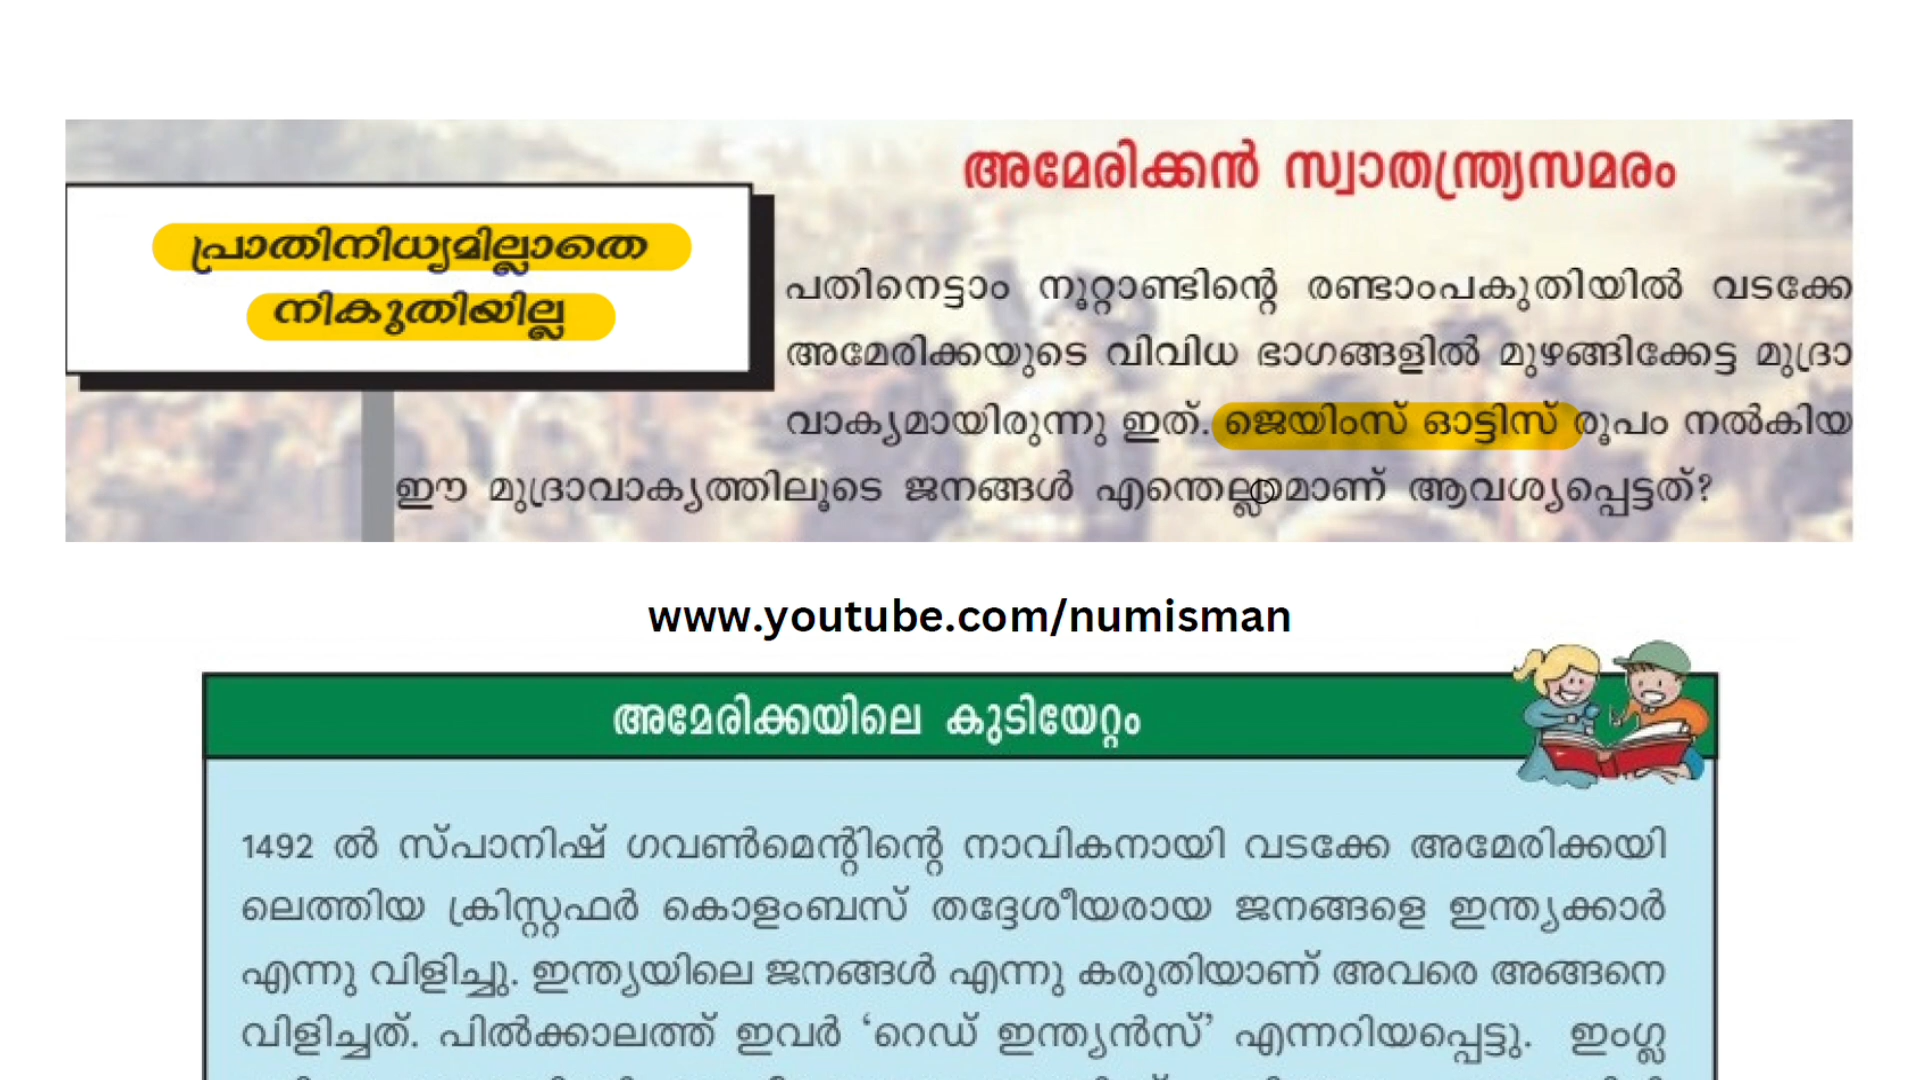 അമേരിക്കൻ സ്വാതന്ത്ര്യസമരം
പ്രാതിനിധ്യമില്ലാതെ
നികുതിയില്ല
പതിനെട്ടാം നൂറ്റാണ്ടിന്റെ രണ്ടാംപകുതിയിൽ വടക്കേ
അമേരിക്കയുടെ വിവിധ ഭാഗങ്ങളിൽ മുഴങ്ങിക്കേട്ട മുദ്രാ
വാക്യമായിരുന്നു ഇത്. ജെയിംസ് ഓട്ടിസ് രൂപം നൽകിയ
ഈ മുദ്രാവാക്യത്തിലൂടെ ജനങ്ങൾ എന്തെല്ലാമാണ് ആവശ്യപ്പെട്ടത്?
www.youtube.com/numisman
അമേരിക്കയിലെ കുടിയേറ്റം
1492 ൽ സ്പാനിഷ് ഗവൺമെന്റിന്റെ നാവികനായി വടക്കേ അമേരിക്കയി
ലെത്തിയ ക്രിസ്റ്റഫർ കൊളംബസ് തദ്ദേശീയരായ ജനങ്ങളെ ഇന്ത്യക്കാർ
എന്നു വിളിച്ചു. ഇന്ത്യയിലെ ജനങ്ങൾ എന്നു കരുതിയാണ് അവരെ അങ്ങനെ
വിളിച്ചത്. പിൽക്കാലത്ത് ഇവർ ‘റെഡ് ഇന്ത്യൻസ്’ എന്നറിയപ്പെട്ടു. ഇംഗ്ല